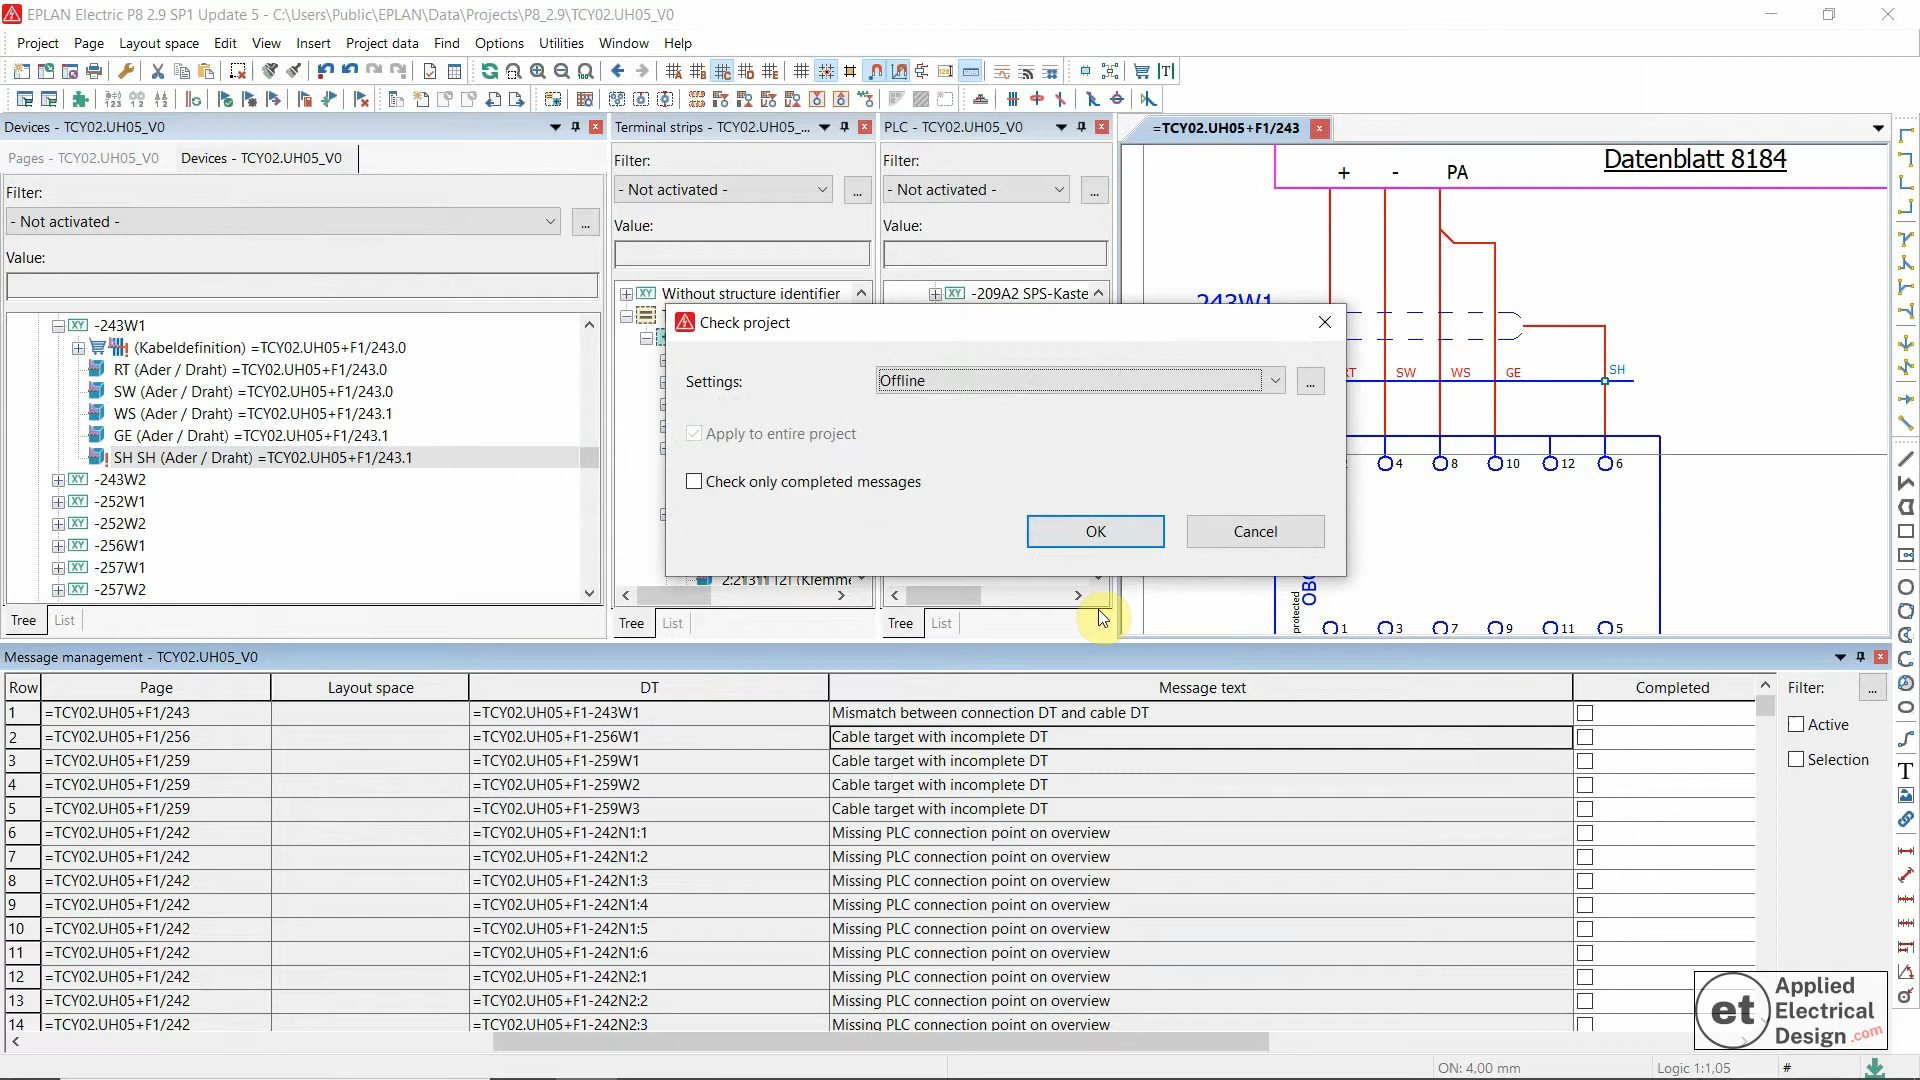 EPLAN Electric P8 2.9 SP1 Update 5 - C:\Users\Public\EPLAN\Data\Projects\P8_2.9\TCY02.UH05_V0
Project Page Layout space Edit View Insert Project data Find Options Utilities Window Help
Devices - TCY02.UH05_V0
Pages - TCY02.UH05_V0 Devices - TCY02.UH05_V0
Filter:
- Not activated -
...
Value:
-243W1
(Kabeldefinition) =TCY02.UH05+F1/243.0
RT (Ader / Draht) =TCY02.UH05+F1/243.0
SW (Ader / Draht) =TCY02.UH05+F1/243.0
WS (Ader / Draht) =TCY02.UH05+F1/243.1
GE (Ader / Draht) =TCY02.UH05+F1/243.1
SH SH (Ader / Draht) =TCY02.UH05+F1/243.1
-243W2
-252W1
-252W2
-256W1
-257W1
-257W2
Tree List
Terminal strips - TCY02.UH05_...
Filter:
- Not activated -
...
Value:
Without structure identifier
Tree List
PLC - TCY02.UH05_V0
Filter:
- Not activated -
...
Value:
-209A2 SPS-Kaste
Tree List
=TCY02.UH05+F1/243
Datenblatt 8184
+ - PA
243W1
RT SW WS GE SH
4 8 10 12 6
protected
1 3 7 9 11 5
Check project
Settings:
Offline
...
Apply to entire project
Check only completed messages
OK Cancel
Message management - TCY02.UH05_V0
Row Page Layout space DT Message text Completed
1 =TCY02.UH05+F1/243 =TCY02.UH05+F1-243W1 Mismatch between connection DT and cable DT
2 =TCY02.UH05+F1/256 =TCY02.UH05+F1-256W1 Cable target with incomplete DT
3 =TCY02.UH05+F1/259 =TCY02.UH05+F1-259W1 Cable target with incomplete DT
4 =TCY02.UH05+F1/259 =TCY02.UH05+F1-259W2 Cable target with incomplete DT
5 =TCY02.UH05+F1/259 =TCY02.UH05+F1-259W3 Cable target with incomplete DT
6 =TCY02.UH05+F1/242 =TCY02.UH05+F1-242N1:1 Missing PLC connection point on overview
7 =TCY02.UH05+F1/242 =TCY02.UH05+F1-242N1:2 Missing PLC connection point on overview
8 =TCY02.UH05+F1/242 =TCY02.UH05+F1-242N1:3 Missing PLC connection point on overview
9 =TCY02.UH05+F1/242 =TCY02.UH05+F1-242N1:4 Missing PLC connection point on overview
10 =TCY02.UH05+F1/242 =TCY02.UH05+F1-242N1:5 Missing PLC connection point on overview
11 =TCY02.UH05+F1/242 =TCY02.UH05+F1-242N1:6 Missing PLC connection point on overview
12 =TCY02.UH05+F1/242 =TCY02.UH05+F1-242N2:1 Missing PLC connection point on overview
13 =TCY02.UH05+F1/242 =TCY02.UH05+F1-242N2:2 Missing PLC connection point on overview
14 =TCY02.UH05+F1/242 =TCY02.UH05+F1-242N2:3 Missing PLC connection point on overview
Filter:
...
Active
Selection
et Applied
Electrical
Design.com
ON: 4,00 mm Logic 1:1,05 #